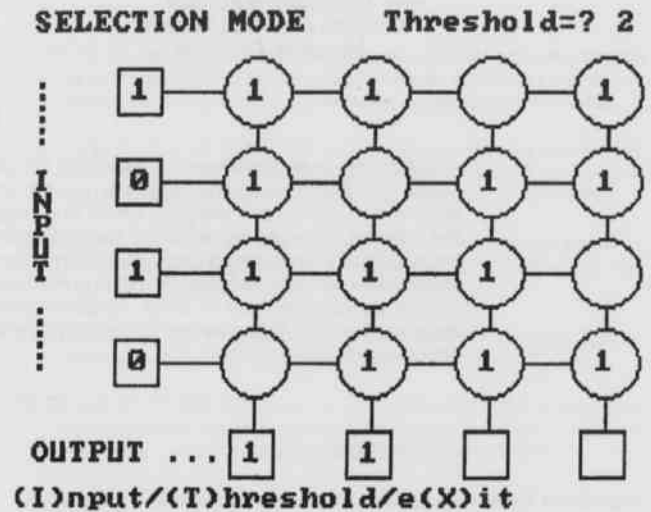 SELECTION MODE Threshold=? 2
1 1 1 1
0 1 1 1
INPUT
1 1 1 1
0 1 1 1
OUTPUT ... 1 1
(I)nput/(T)hreshold/e(X)it